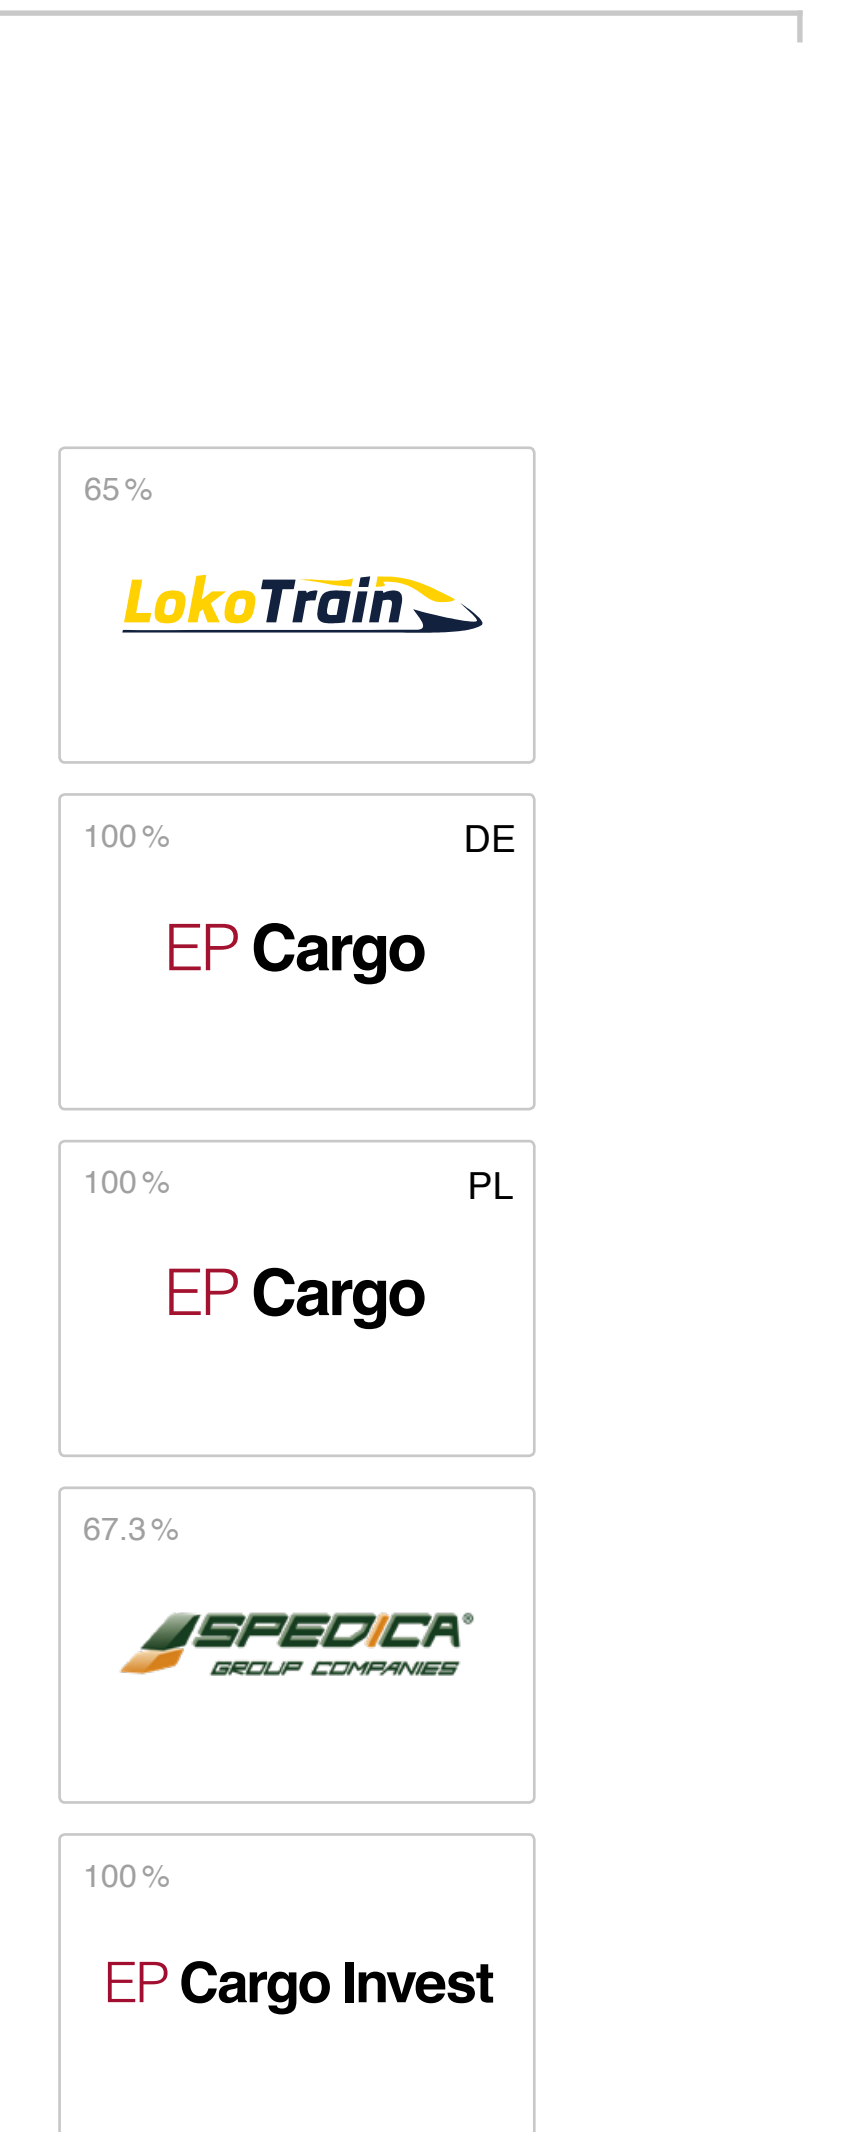 65 %
LokoTrain
100 %
DE
EP Cargo
100 %
PL
EP Cargo
67.3 %
SPEDICA®
GROUP COMPANIES
100 %
EP Cargo Invest